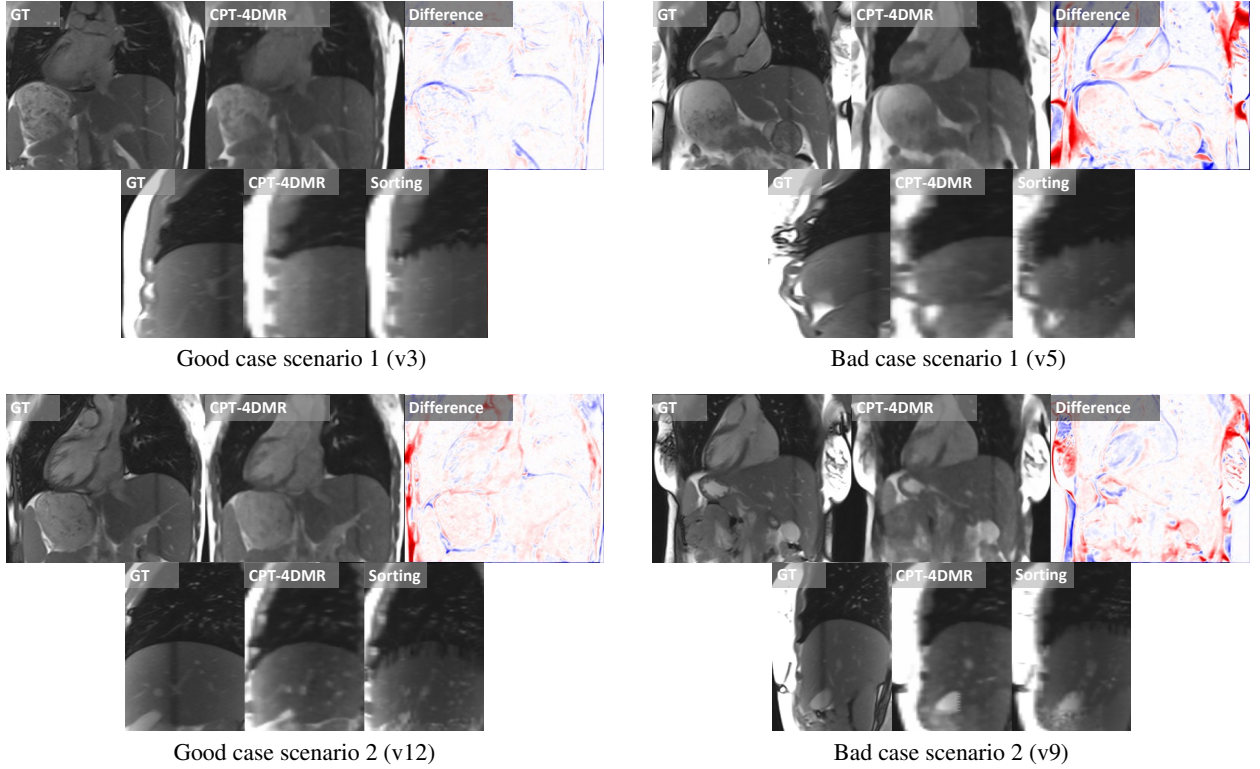 GT CPT-4DMR Difference
GT CPT-4DMR Difference
GT CPT-4DMR Sorting
GT CPT-4DMR Sorting
Good case scenario 1 (v3)
Bad case scenario 1 (v5)
GT CPT-4DMR Difference
GT CPT-4DMR Difference
GT CPT-4DMR Sorting
GT CPT-4DMR Sorting
Good case scenario 2 (v12)
Bad case scenario 2 (v9)